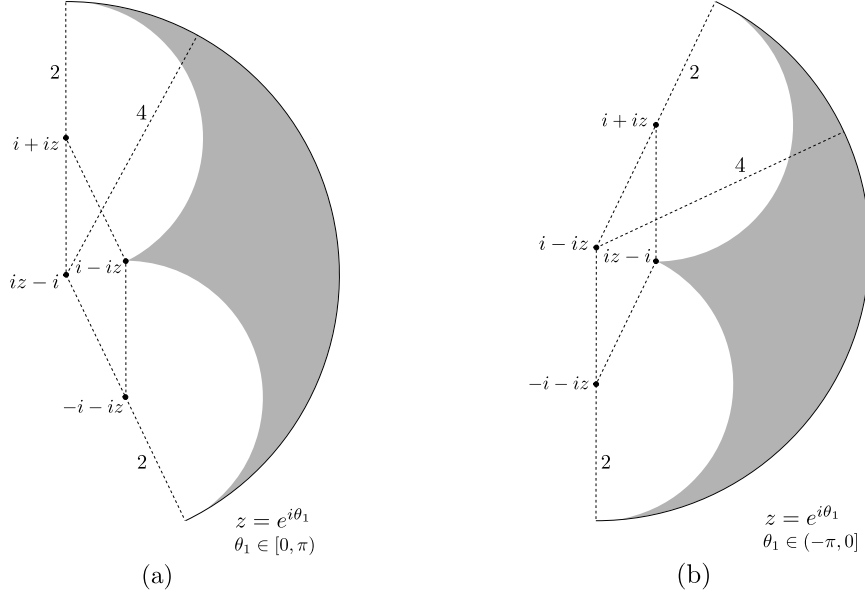 2
4
i + iz
iz − i
i − iz
−i − iz
2
z = e^{iθ_1}
θ_1 ∈ [0, π)
(a)
2
i + iz
4
i − iz
iz − i
−i − iz
2
z = e^{iθ_1}
θ_1 ∈ (−π, 0]
(b)